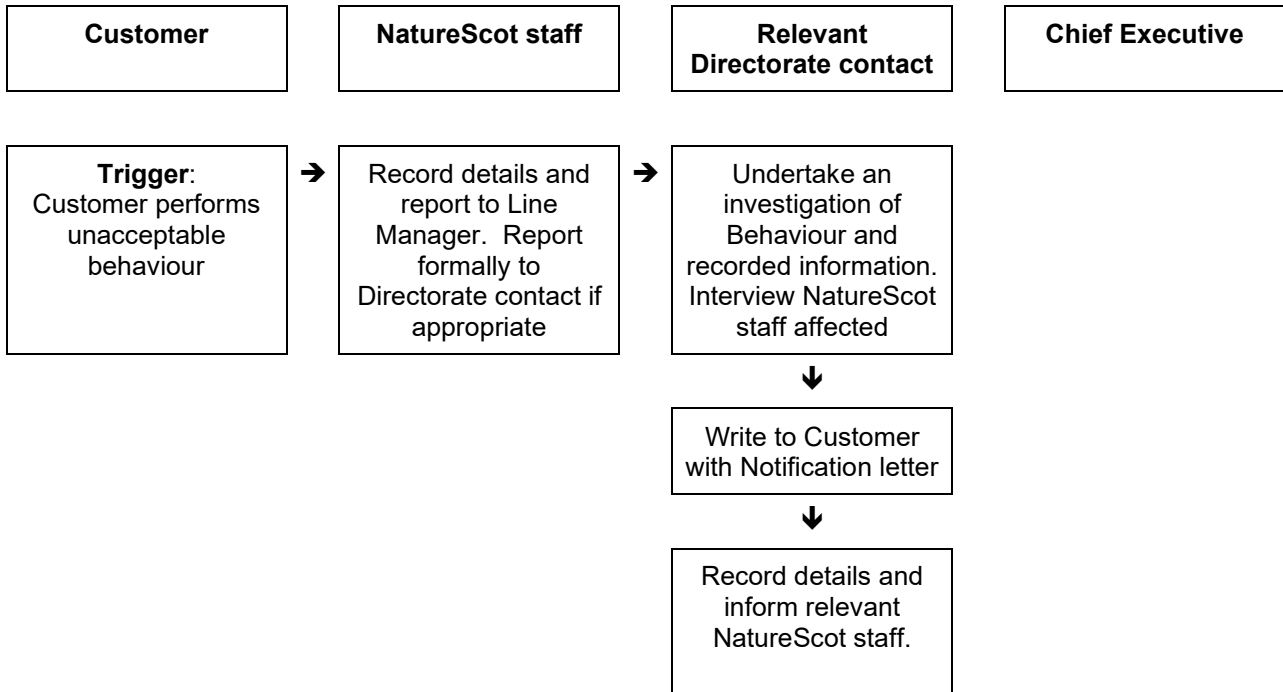 Customer
NatureScot staff
Relevant
Directorate contact
Chief Executive
Trigger:
Customer performs
unacceptable
behaviour
➔
Record details and
report to Line
Manager.  Report
formally to
Directorate contact if
appropriate
➔
Undertake an
investigation of
Behaviour and
recorded information.
Interview NatureScot
staff affected
Write to Customer
with Notification letter
Record details and
inform relevant
NatureScot staff.